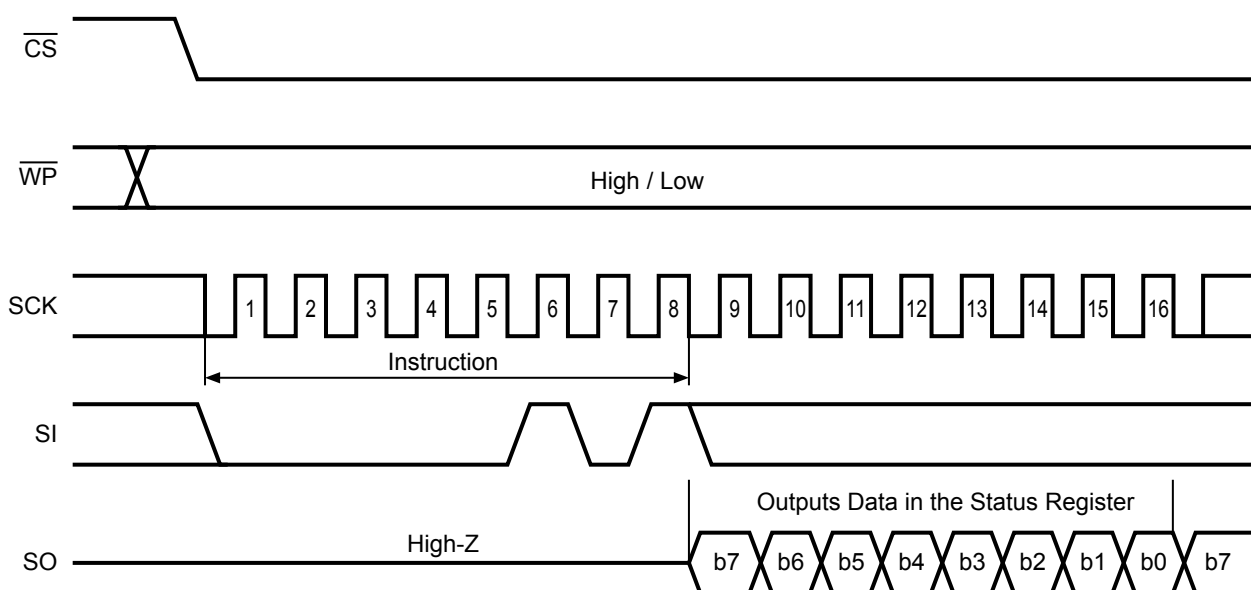 C̅S̅
W̅P̅
High / Low
SCK
1 2 3 4 5 6 7 8 9 10 11 12 13 14 15 16
Instruction
SI
Outputs Data in the Status Register
High-Z
SO
b7 b6 b5 b4 b3 b2 b1 b0 b7